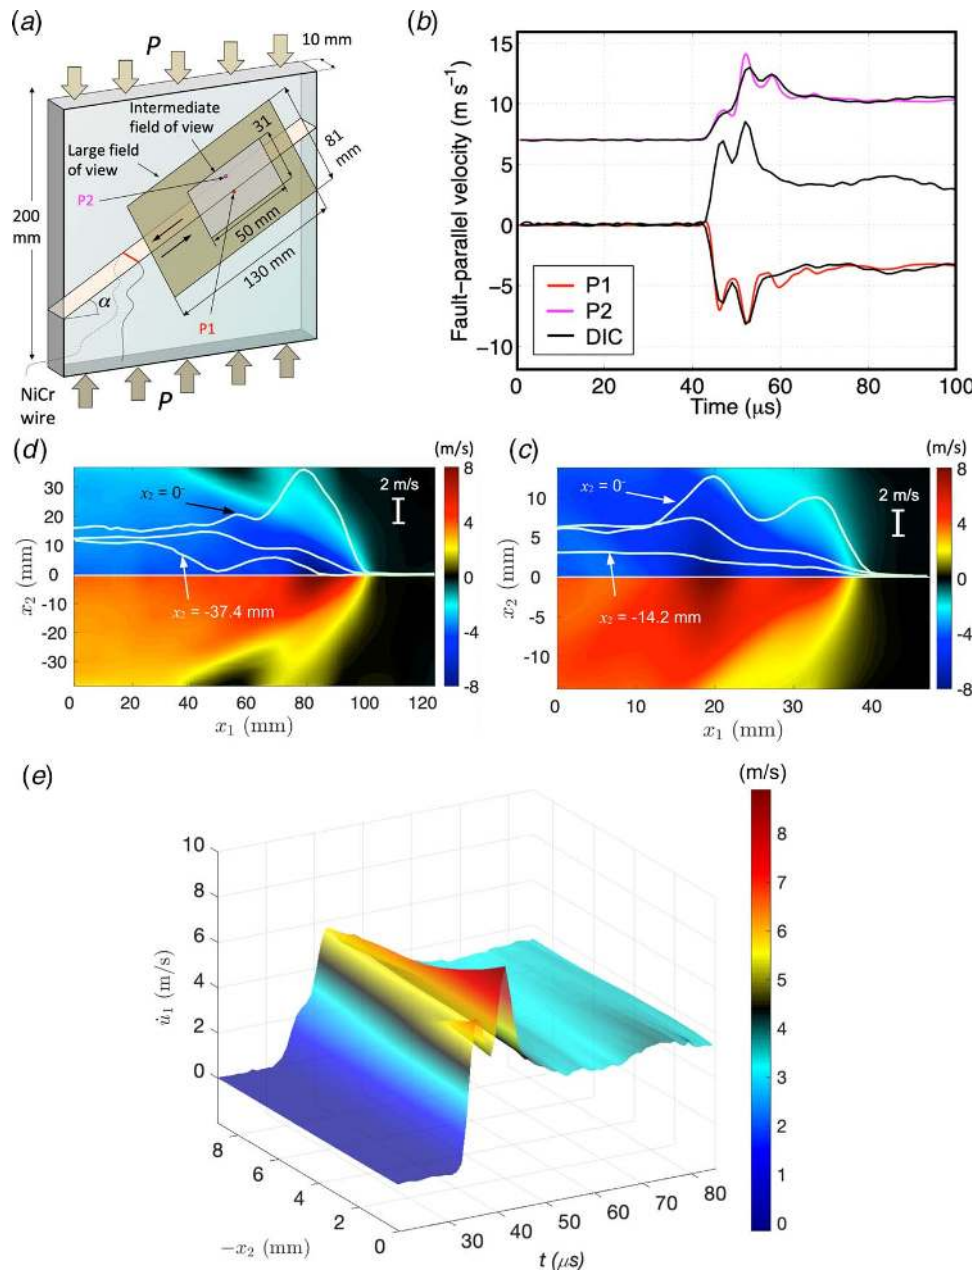 (a)
P
10 mm
Intermediate
field of view
Large field
of view
P2
31
81
mm
200
mm
50 mm
130 mm
α
P1
NiCr
wire
P
(b)
Fault-parallel velocity (m s⁻¹)
15
10
5
0
-5
-10
P1
P2
DIC
0
20
40
60
80
100
Time (μs)
(d)
(m/s)
x₂ = 0⁻
2 m/s
x₂ = -37.4 mm
30
20
10
0
-10
-20
-30
x₂ (mm)
0
20
40
60
80
100
120
x₁ (mm)
8
4
0
-4
-8
(c)
(m/s)
x₂ = 0⁻
2 m/s
x₂ = -14.2 mm
10
5
0
-5
-10
x₂ (mm)
0
10
20
30
40
x₁ (mm)
8
4
0
-4
-8
(e)
(m/s)
10
8
6
4
2
0
u̇₁ (m/s)
8
6
4
2
0
−x₂ (mm)
30
40
50
60
70
80
t (μs)
8
7
6
5
4
3
2
1
0